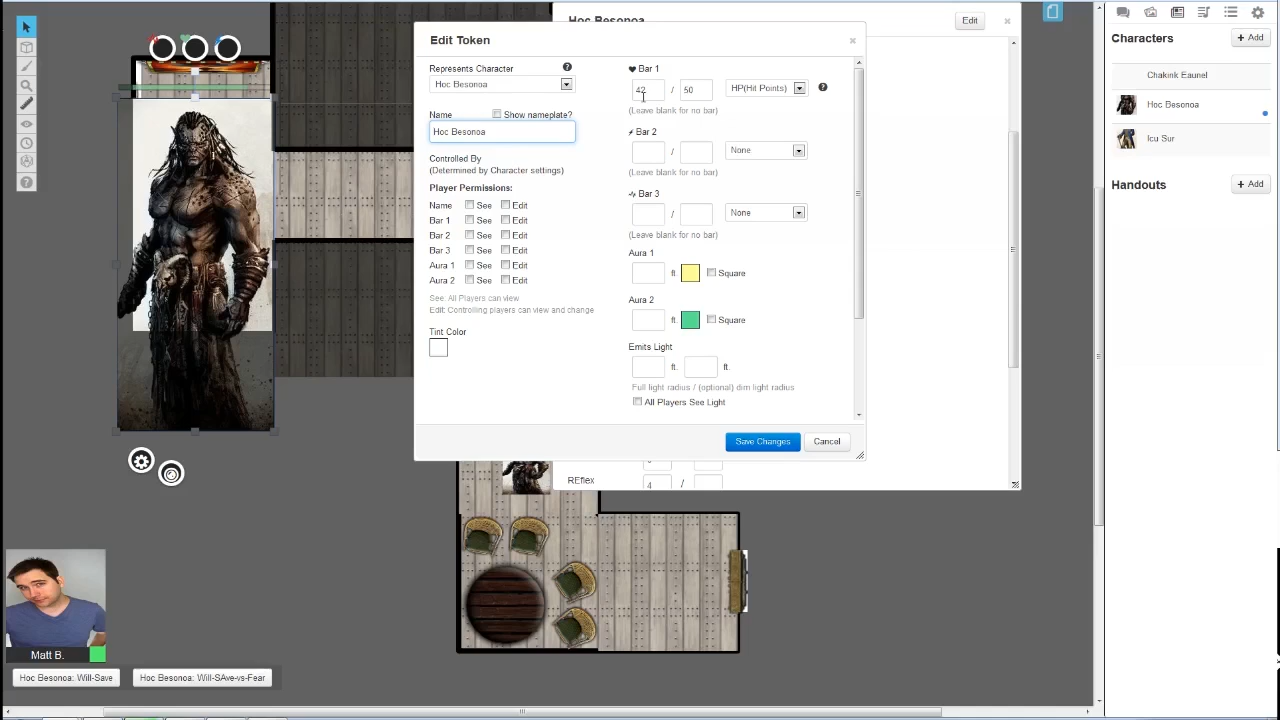 Hoc Besonoa
Edit
Edit Token
Represents Character
Hoc Besonoa
Name
Show nameplate?
Hoc Besonoa
Controlled By
(Determined by Character settings)
Player Permissions:
Name See Edit
Bar 1 See Edit
Bar 2 See Edit
Bar 3 See Edit
Aura 1 See Edit
Aura 2 See Edit
See: All Players can view
Edit: Controlling players can view and change
Tint Color
Bar 1
42 / 50 HP(Hit Points)
(Leave blank for no bar)
Bar 2
/ None
(Leave blank for no bar)
Bar 3
/ None
(Leave blank for no bar)
Aura 1
ft. Square
Aura 2
ft. Square
Emits Light
ft. ft.
Full light radius / (optional) dim light radius
All Players See Light
Save Changes Cancel
REflex 4 /
Characters + Add
Chalenk Eaunel
Hoc Besonoa
Icu Sur
Handouts + Add
Matt B.
Hoc Besonoa: Will-Save Hoc Besonoa: Will-SAve-vs-Fear